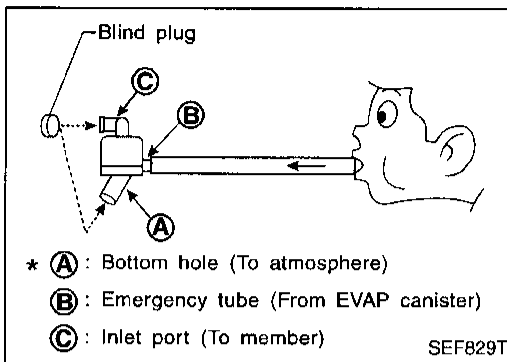 Blind plug
C
B
A
* A : Bottom hole (To atmosphere)
B : Emergency tube (From EVAP canister)
C : Inlet port (To member)
SEF829T